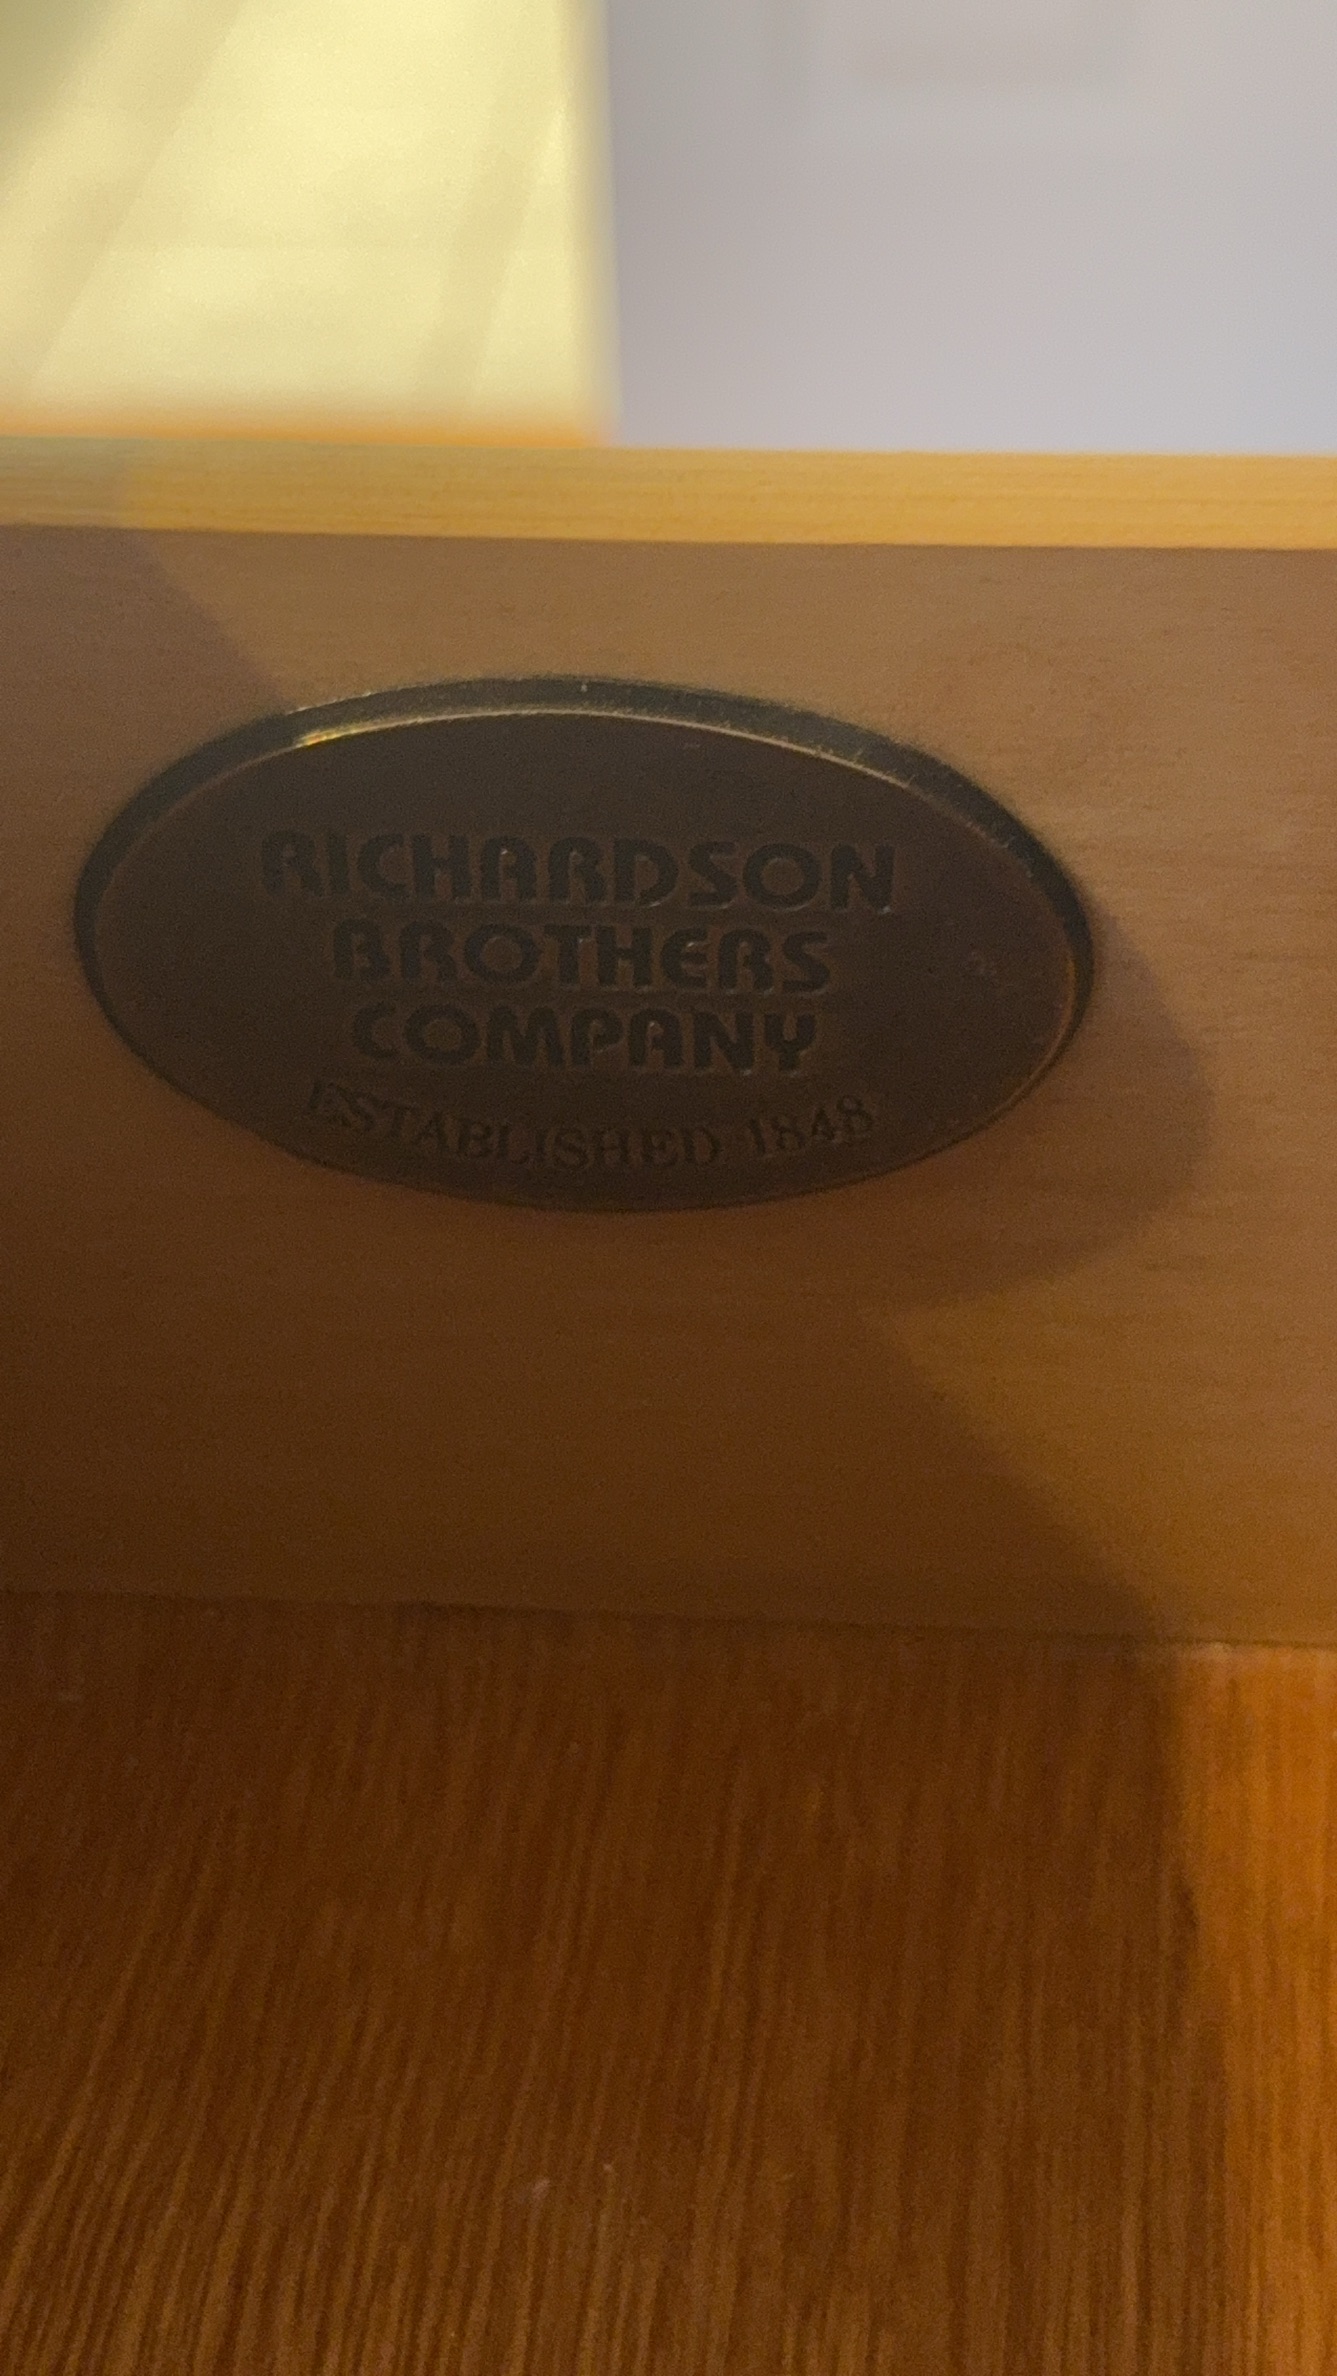 RICHARDSON
BROTHERS
COMPANY
ESTABLISHED 1848